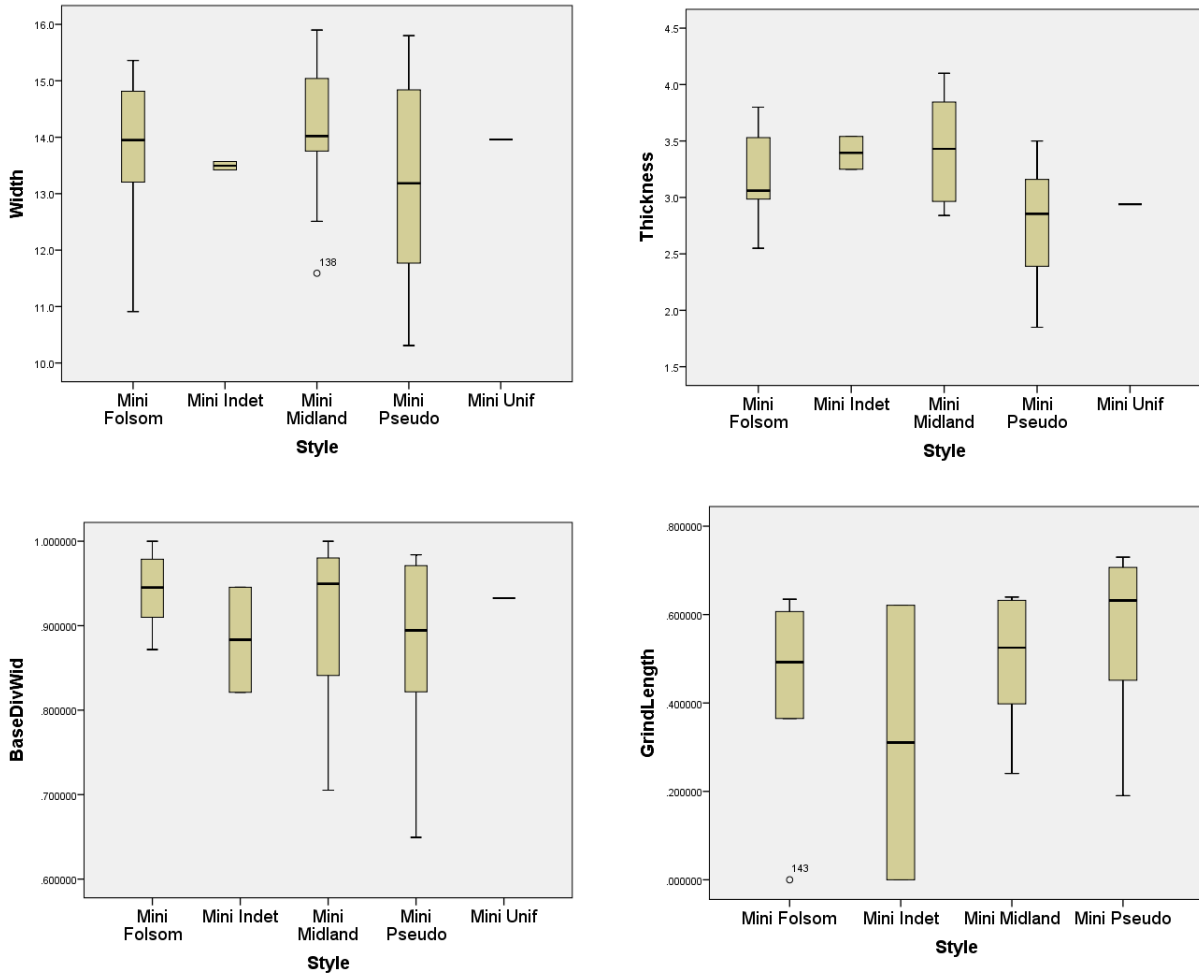 16.0
15.0
14.0
13.0
12.0
11.0
10.0
Width
138
Mini
Folsom
Mini Indet
Mini
Midland
Mini
Pseudo
Mini Unif
Style
4.5
4.0
3.5
3.0
2.5
2.0
1.5
Thickness
Mini
Folsom
Mini Indet
Mini
Midland
Mini
Pseudo
Mini Unif
Style
1.000000
.900000
.800000
.700000
.600000
BaseDivWid
Mini
Folsom
Mini Indet
Mini
Midland
Mini
Pseudo
Mini Unif
Style
.800000
.600000
.400000
.200000
.000000
GrindLength
143
Mini Folsom
Mini Indet
Mini Midland
Mini Pseudo
Style